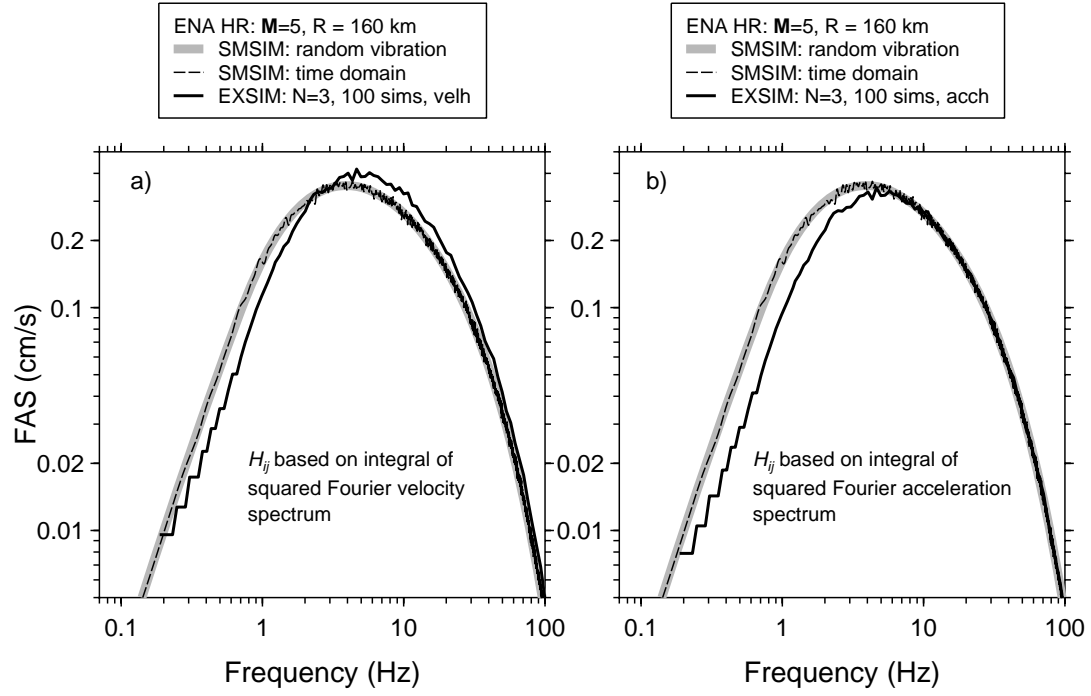 ENA HR: M=5, R = 160 km
SMSIM: random vibration
SMSIM: time domain
EXSIM: N=3, 100 sims, velh
ENA HR: M=5, R = 160 km
SMSIM: random vibration
SMSIM: time domain
EXSIM: N=3, 100 sims, acch
a)
b)
0.2
0.1
0.02
0.01
FAS (cm/s)
0.2
0.1
0.02
0.01
Hij based on integral of
squared Fourier velocity
spectrum
Hij based on integral of
squared Fourier acceleration
spectrum
0.1 1 10 100
0.1 1 10 100
Frequency (Hz)
Frequency (Hz)